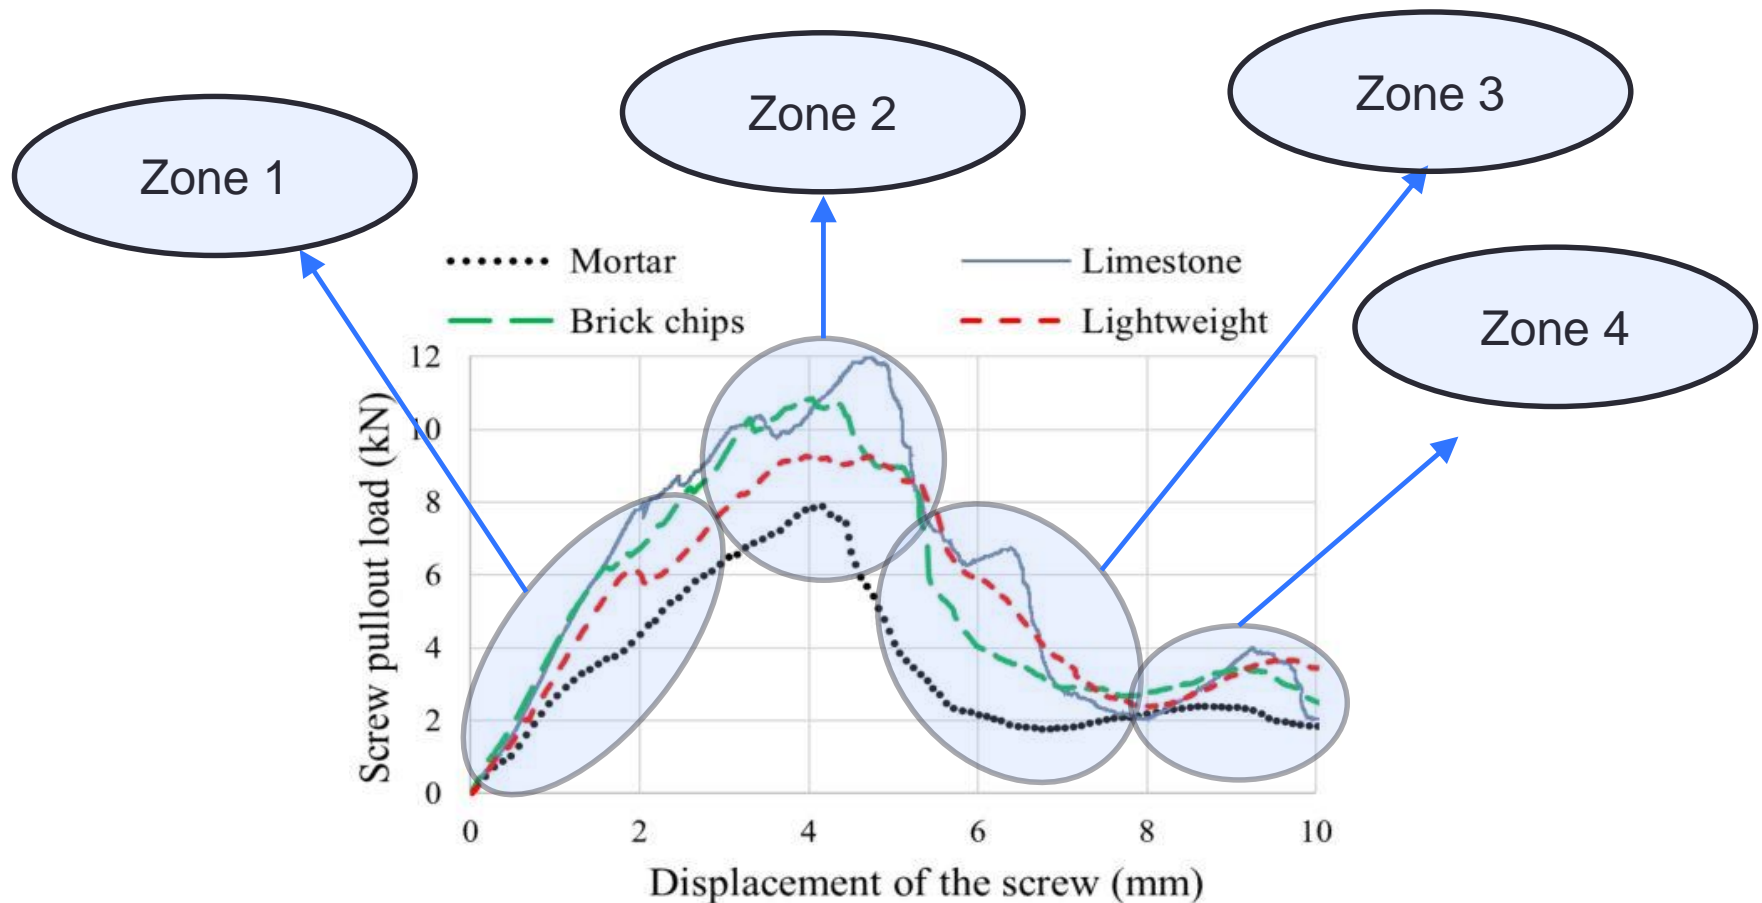 Zone 1
Zone 2
Zone 3
Zone 4
Mortar
Limestone
Brick chips
Lightweight
Screw pullout load (kN)
12
10
8
6
4
2
0
0 2 4 6 8 10
Displacement of the screw (mm)